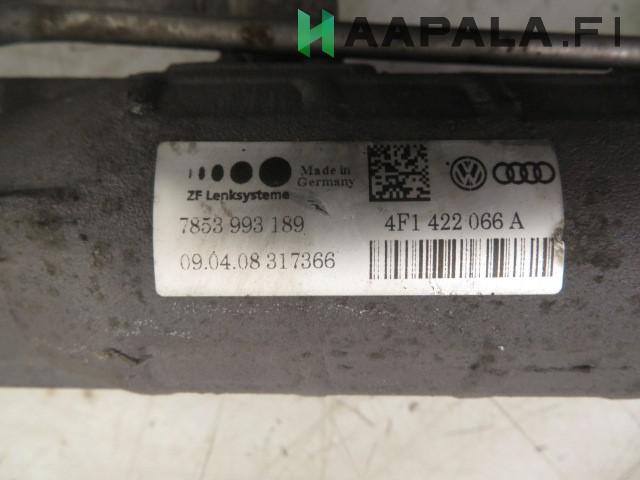 HAAPALA.FI
ZF Lenksysteme
Made in
Germany
7853 993 189
4F1 422 066 A
09.04.08 317366